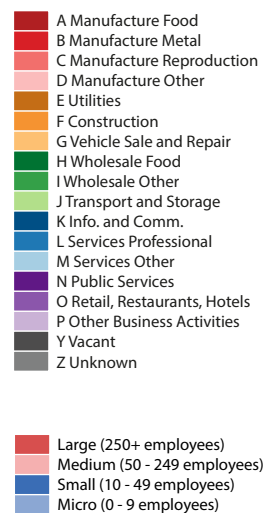 A Manufacture Food
B Manufacture Metal
C Manufacture Reproduction
D Manufacture Other
E Utilities
F Construction
G Vehicle Sale and Repair
H Wholesale Food
I Wholesale Other
J Transport and Storage
K Info. and Comm.
L Services Professional
M Services Other
N Public Services
O Retail, Restaurants, Hotels
P Other Business Activities
Y Vacant
Z Unknown
Large (250+ employees)
Medium (50 - 249 employees)
Small (10 - 49 employees)
Micro (0 - 9 employees)